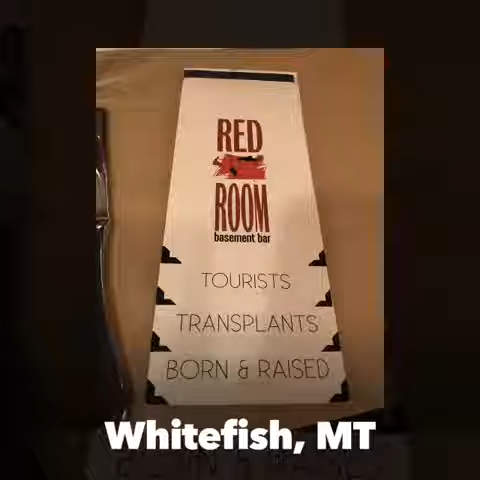 RED
ROOM
basement bar
TOURISTS
TRANSPLANTS
BORN & RAISED
Whitefish, MT